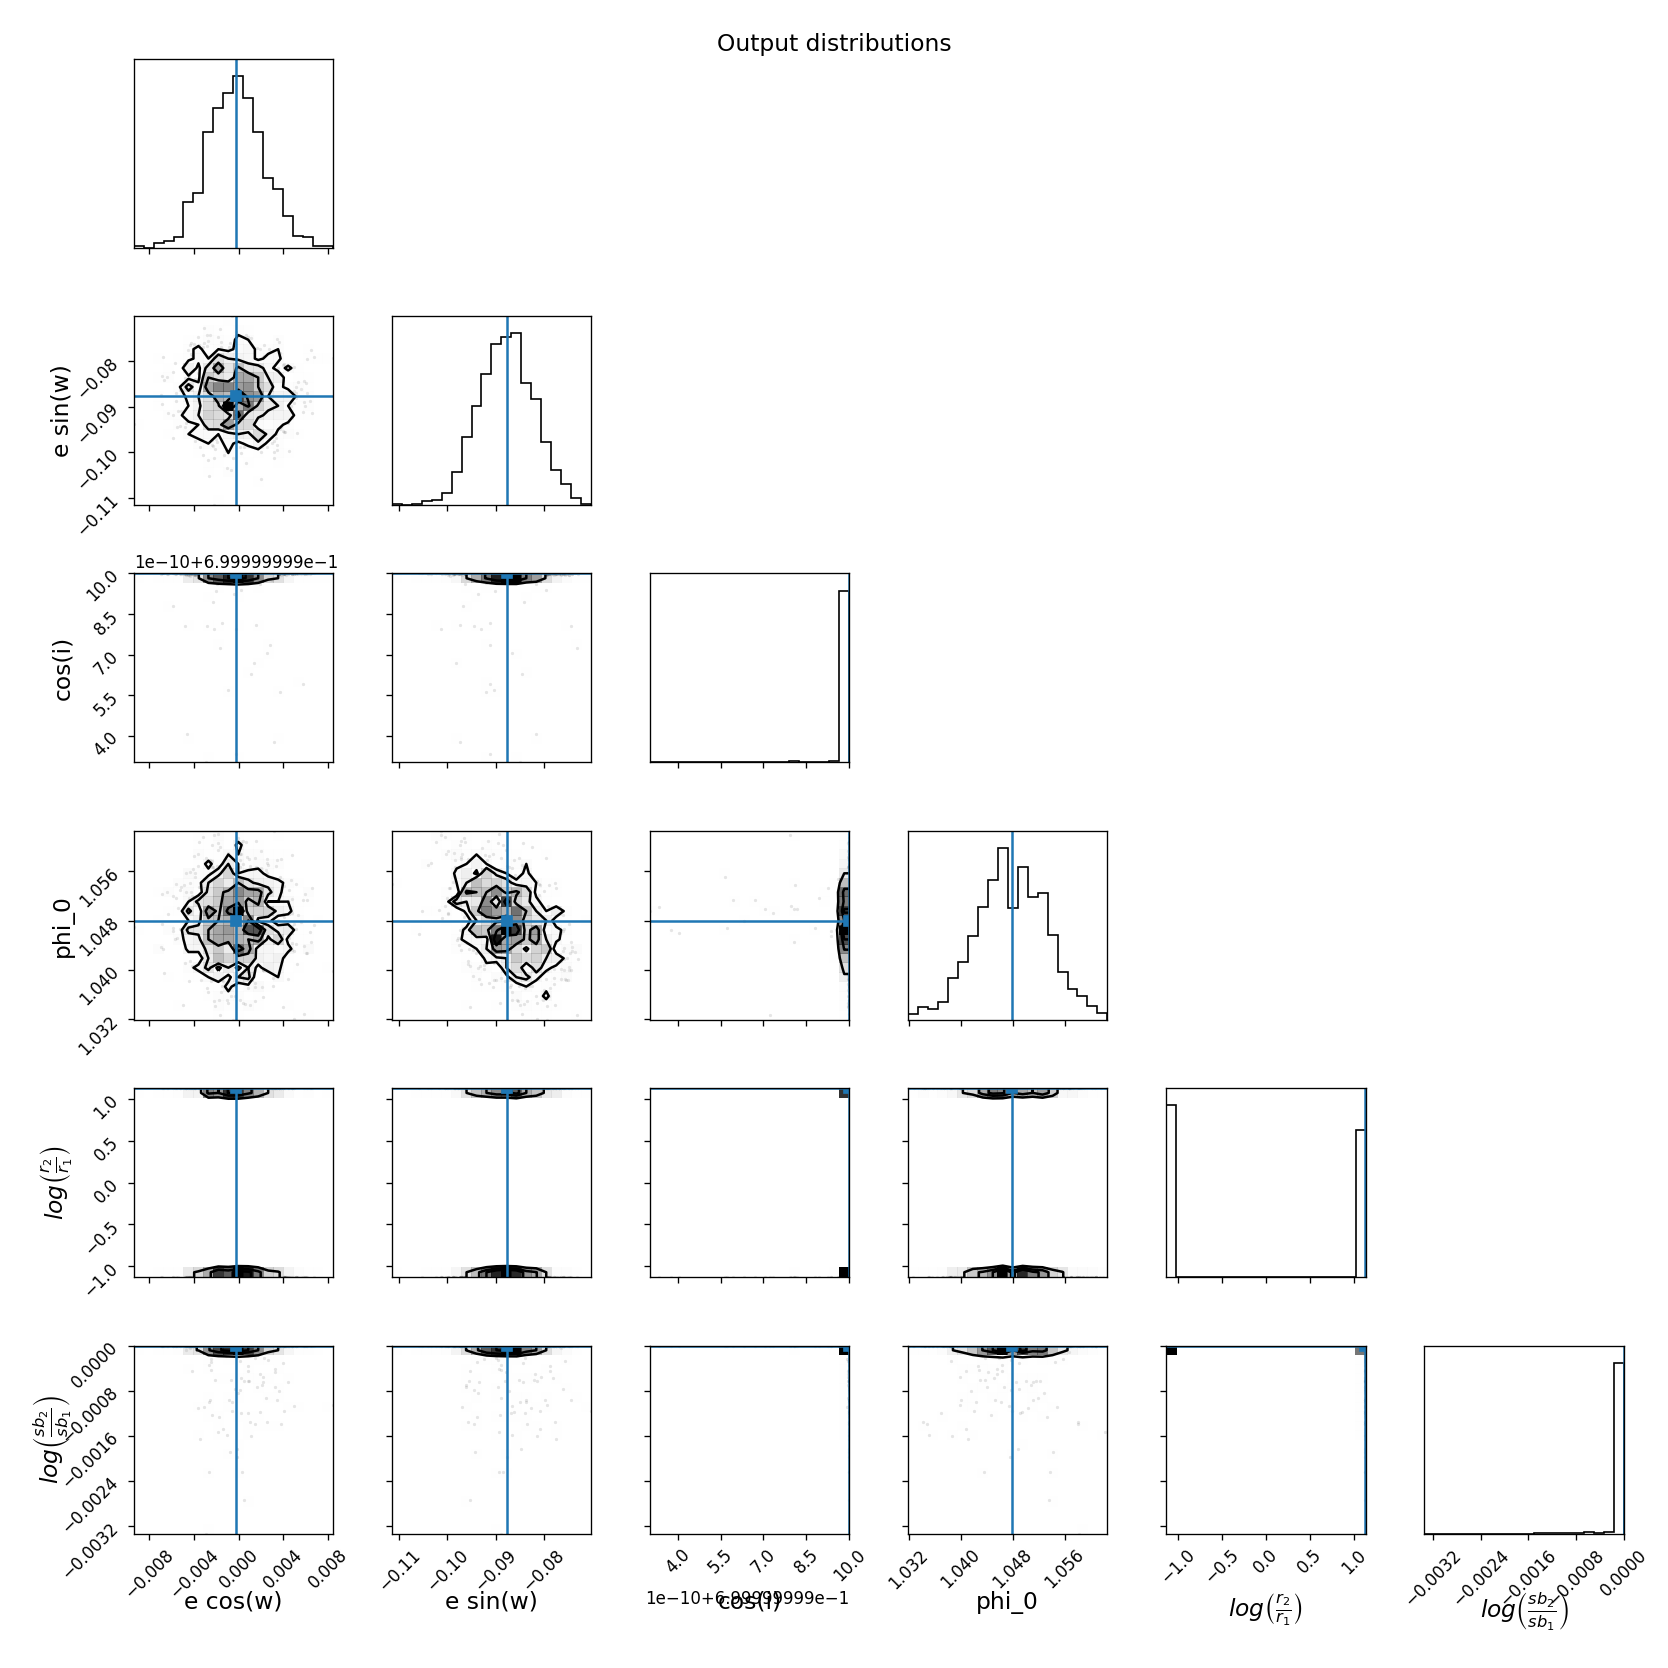 Output distributions
e sin(w)
−0.08
−0.09
−0.10
−0.11
1e−10+6.99999999e−1
cos(i)
10.0
8.5
7.0
5.5
4.0
phi_0
1.056
1.048
1.040
1.032
log(r₂/r₁)
1.0
0.5
0.0
−0.5
−1.0
log(sb₂/sb₁)
0.0000
−0.0008
−0.0016
−0.0024
−0.0032
−0.008 −0.004 0.000 0.004 0.008
−0.11 −0.10 −0.09 −0.08
4.0 5.5 7.0 8.5 10.0
1.032 1.040 1.048 1.056
−1.0 −0.5 0.0 0.5 1.0
−0.0032 −0.0024 −0.0016 −0.0008 0.0000
1e−10+6.99999999e−1
e cos(w) e sin(w) cos(i) phi_0 log(r₂/r₁) log(sb₂/sb₁)